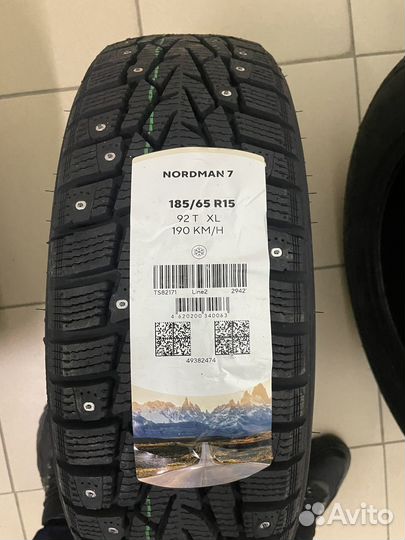 NORDMAN 7
185/65 R15
92 T XL
190 KM/H
TS82171 Line2 2942
4 620200 340063
49382474
Avito